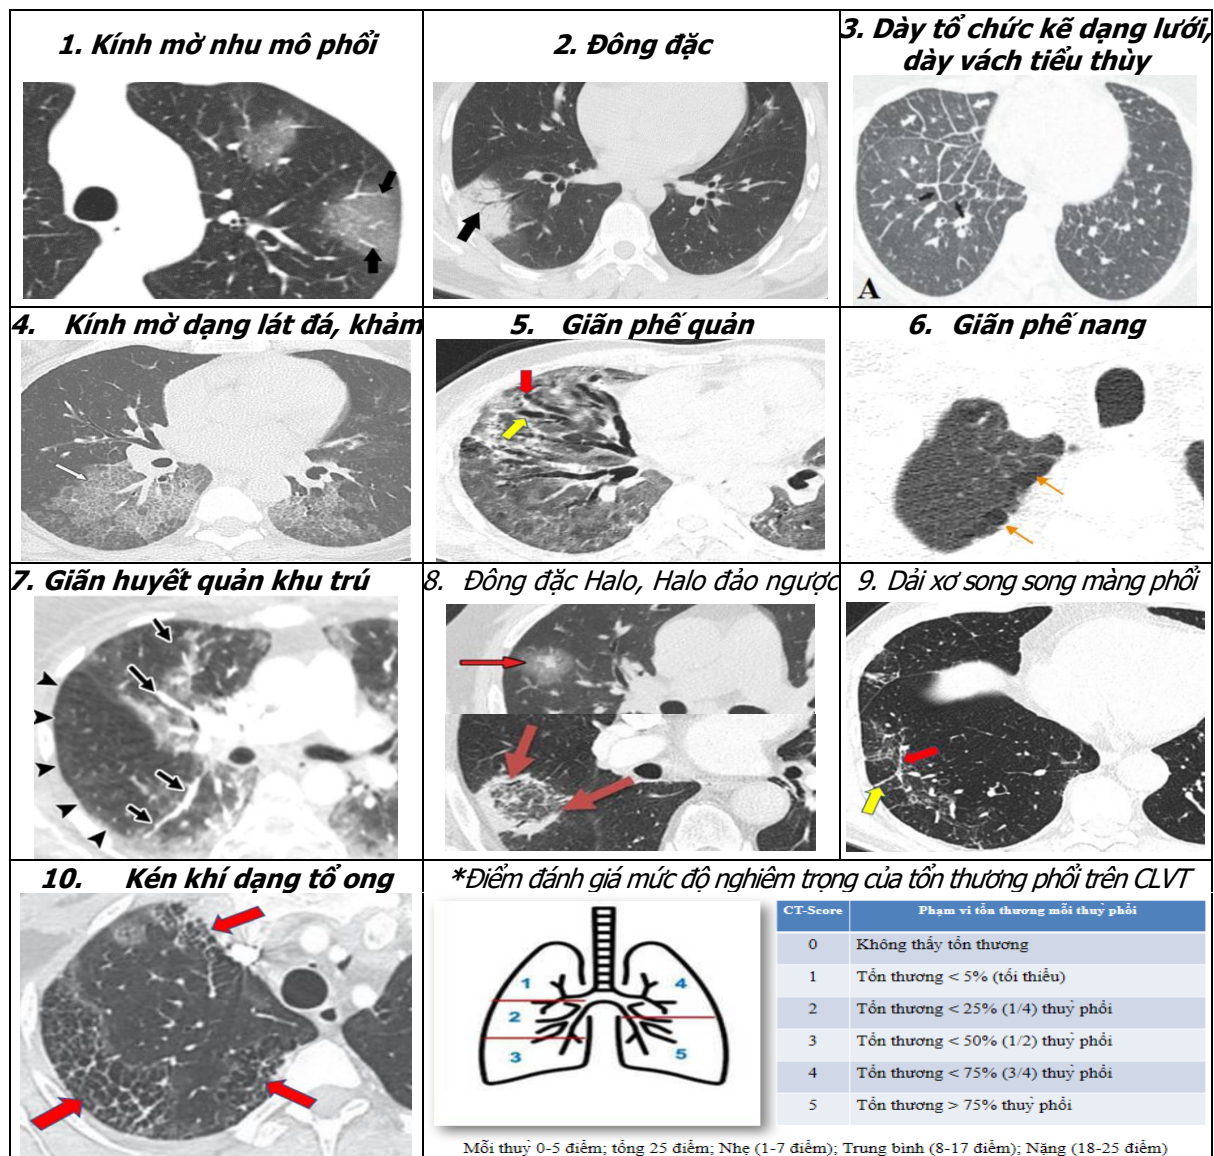 1. Kính mờ nhu mô phổi
2. Đông đặc
3. Dày tổ chức kẽ dạng lưới,
dày vách tiểu thùy
A
4. Kính mờ dạng lát đá, khảm
5. Giãn phế quản
6. Giãn phế nang
7. Giãn huyết quản khu trú
8. Đông đặc Halo, Halo đảo ngược
9. Dải xơ song song màng phổi
10. Kén khí dạng tổ ong
*Điểm đánh giá mức độ nghiêm trọng của tổn thương phổi trên CLVT
1
2
3
4
5
CT-Score Phạm vi tổn thương mỗi thuỳ phổi
0 Không thấy tổn thương
1 Tổn thương < 5% (tối thiểu)
2 Tổn thương < 25% (1/4) thuỳ phổi
3 Tổn thương < 50% (1/2) thuỳ phổi
4 Tổn thương < 75% (3/4) thuỳ phổi
5 Tổn thương > 75% thuỳ phổi
Mỗi thuỳ 0-5 điểm; tổng 25 điểm; Nhẹ (1-7 điểm); Trung bình (8-17 điểm); Nặng (18-25 điểm)